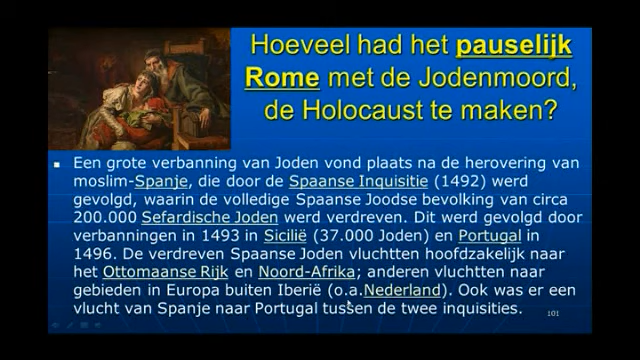 Hoeveel had het pauselijk
Rome met de Jodenmoord,
de Holocaust te maken?
Een grote verbanning van Joden vond plaats na de herovering van
moslim-Spanje, die door de Spaanse Inquisitie (1492) werd
gevolgd, waarin de volledige Spaanse Joodse bevolking van circa
200.000 Sefardische Joden werd verdreven. Dit werd gevolgd door
verbanningen in 1493 in Sicilië (37.000 Joden) en Portugal in
1496. De verdreven Spaanse Joden vluchtten hoofdzakelijk naar
het Ottomaanse Rijk en Noord-Afrika; anderen vluchtten naar
gebieden in Europa buiten Iberië (o.a.Nederland). Ook was er een
vlucht van Spanje naar Portugal tussen de twee inquisities.
101